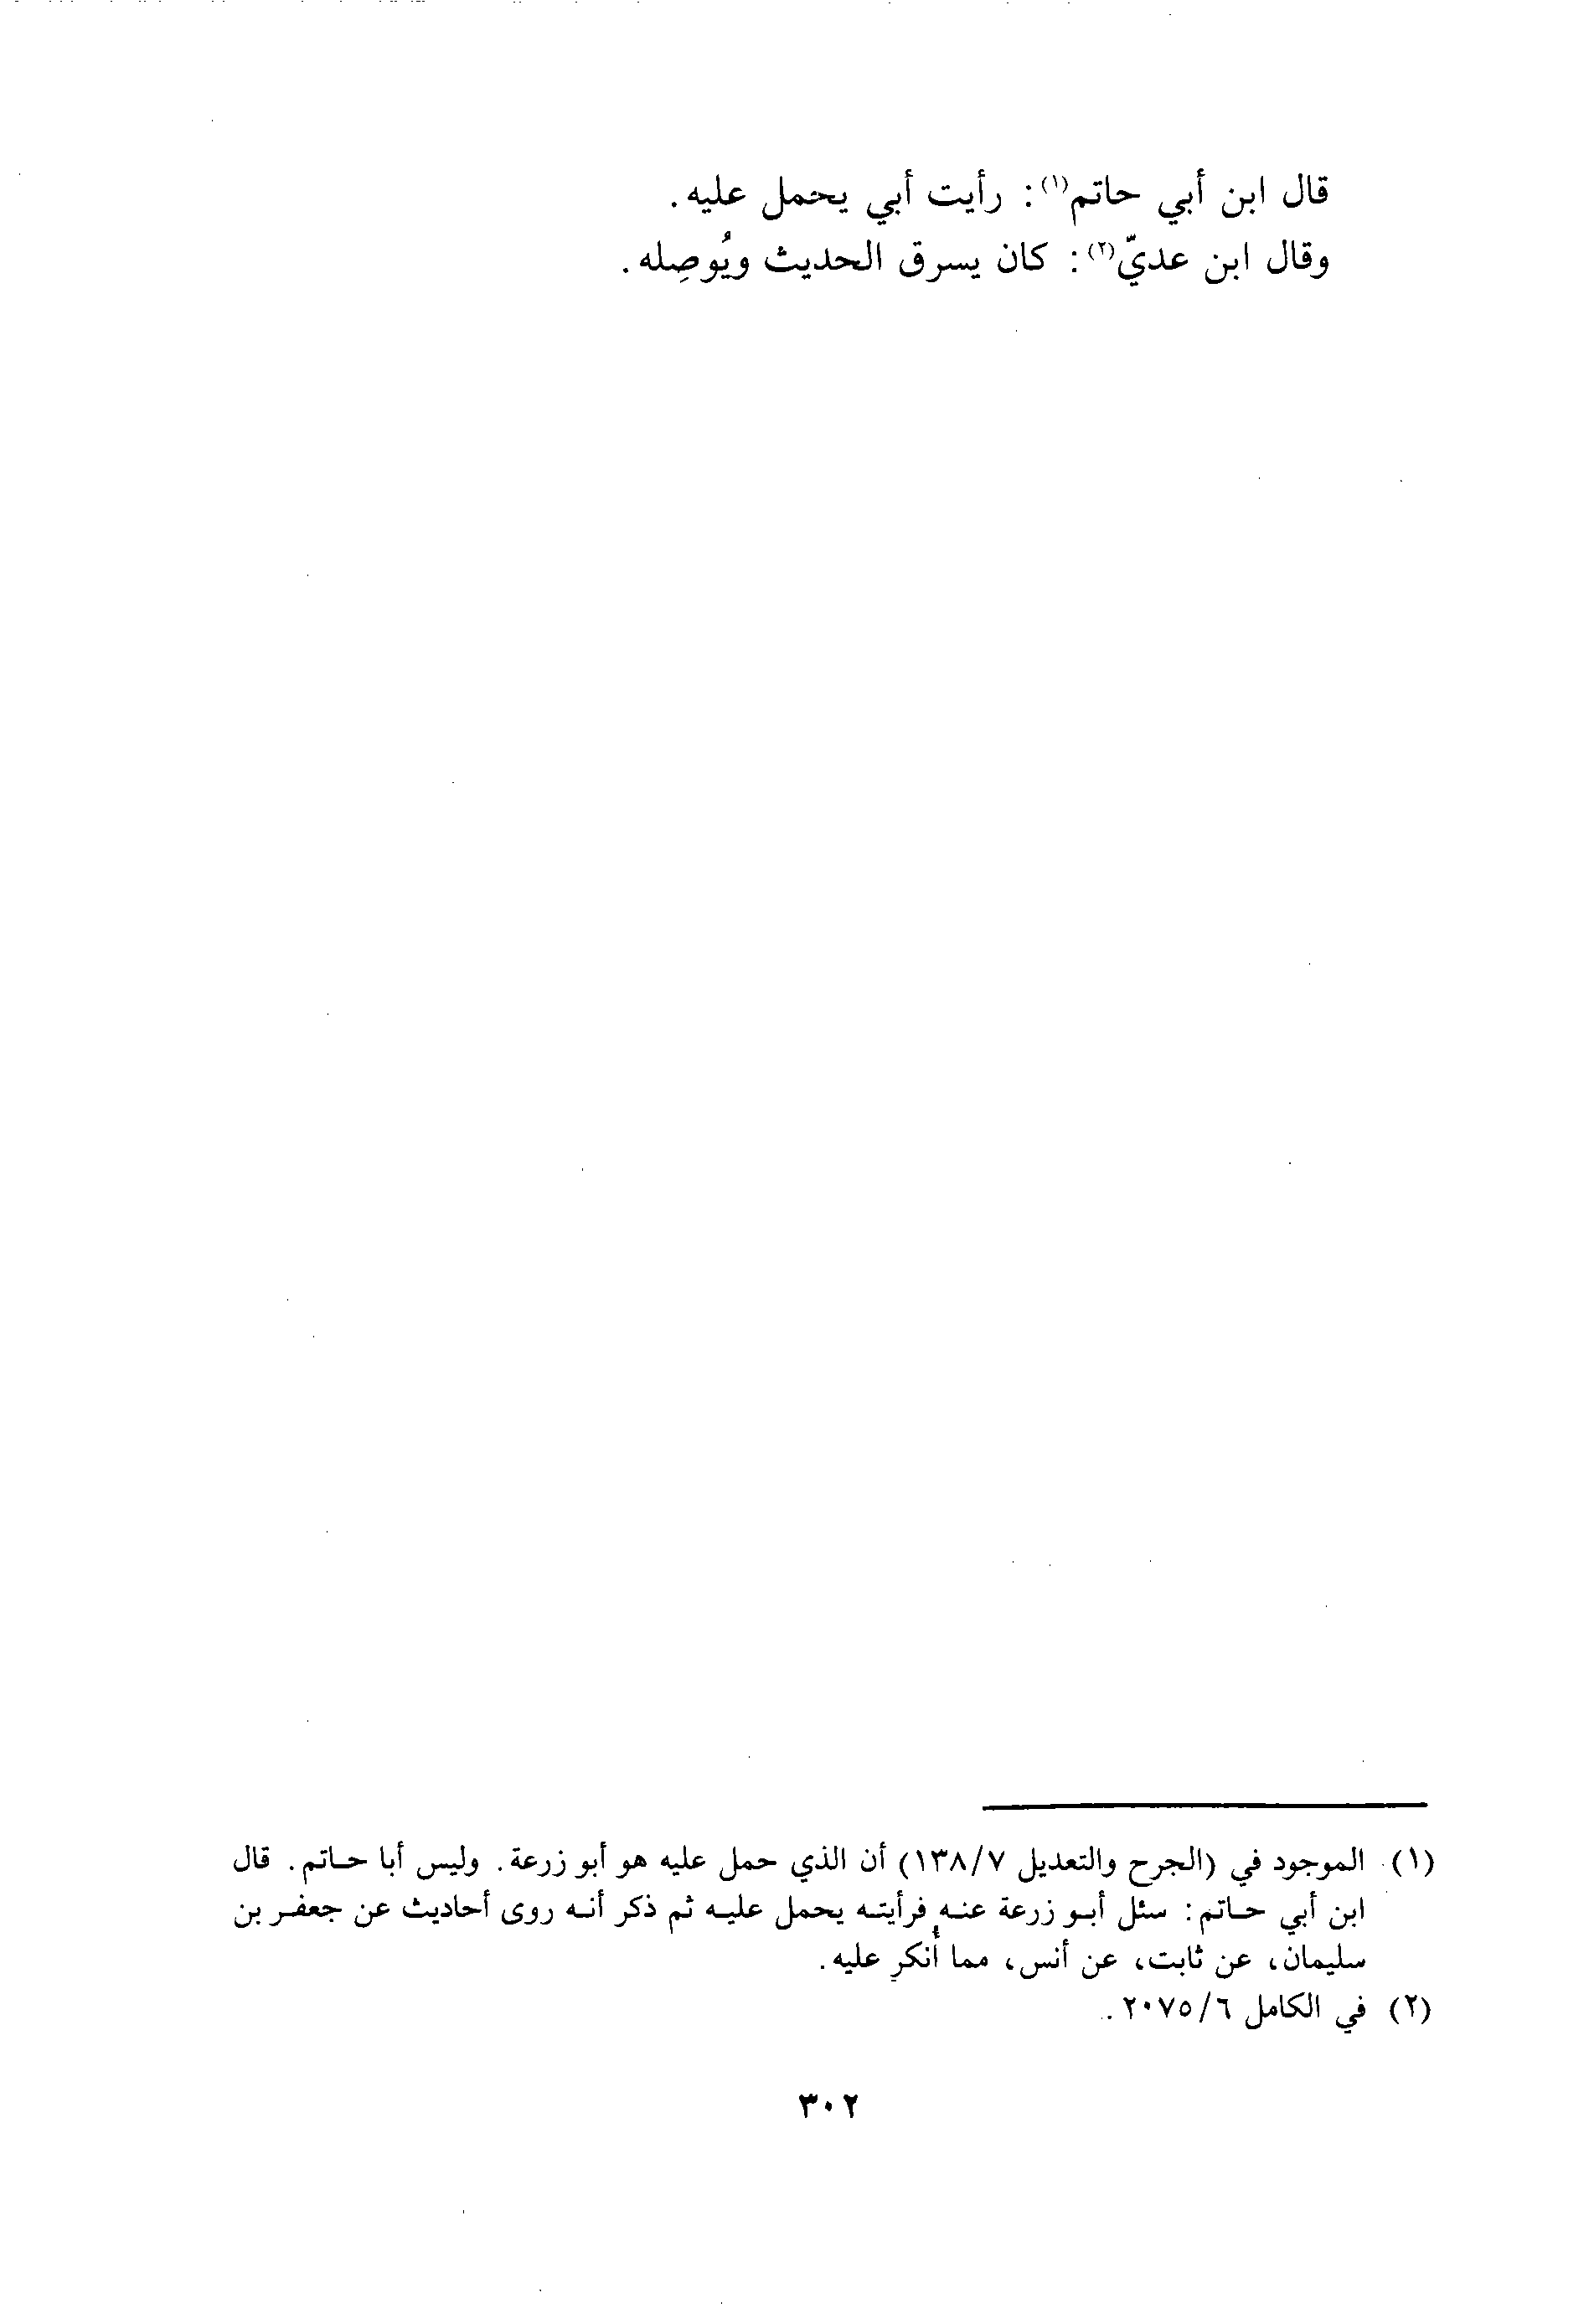 قال ابن أبي حاتم(١): رأيت أبي يحمل عليه.
وقال ابن عديّ(٢): كان يسرق الحديث ويُوصِله.
(١) الموجود في (الجرح والتعديل ١٣٨/٧) أن الذي حمل عليه هو أبو زرعة. وليس أبا حاتم. قال
ابن أبي حاتم: سئل أبو زرعة عنه فرأيته يحمل عليه ثم ذكر أنه روى أحاديث عن جعفر بن
سليمان، عن ثابت، عن أنس، مما أُنكِر عليه.
(٢) في الكامل ٢٠٧٥/٦.
٣٠٢